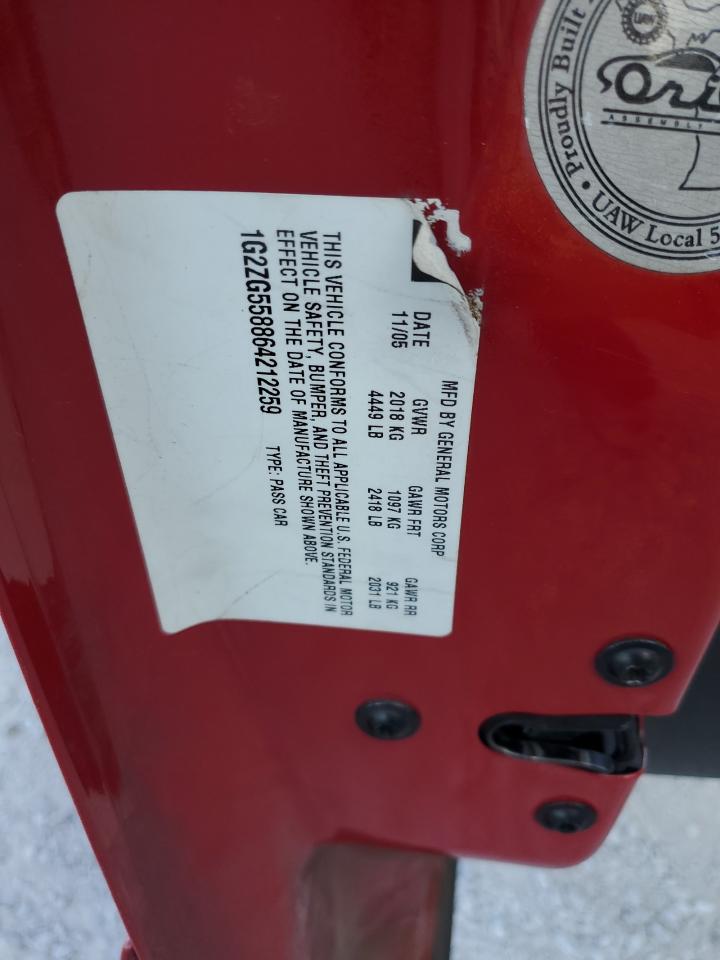 MFD BY GENERAL MOTORS CORP
DATE GVWR GAWR FRT GAWR RR
11/05 2018 KG 1097 KG 921 KG
4449 LB 2418 LB 2031 LB
THIS VEHICLE CONFORMS TO ALL APPLICABLE U.S. FEDERAL MOTOR
VEHICLE SAFETY, BUMPER, AND THEFT PREVENTION STANDARDS IN
EFFECT ON THE DATE OF MANUFACTURE SHOWN ABOVE.
1G2ZG558864212259 TYPE: PASS CAR
Proudly Built
UAW
ASSEMBLY
UAW Local